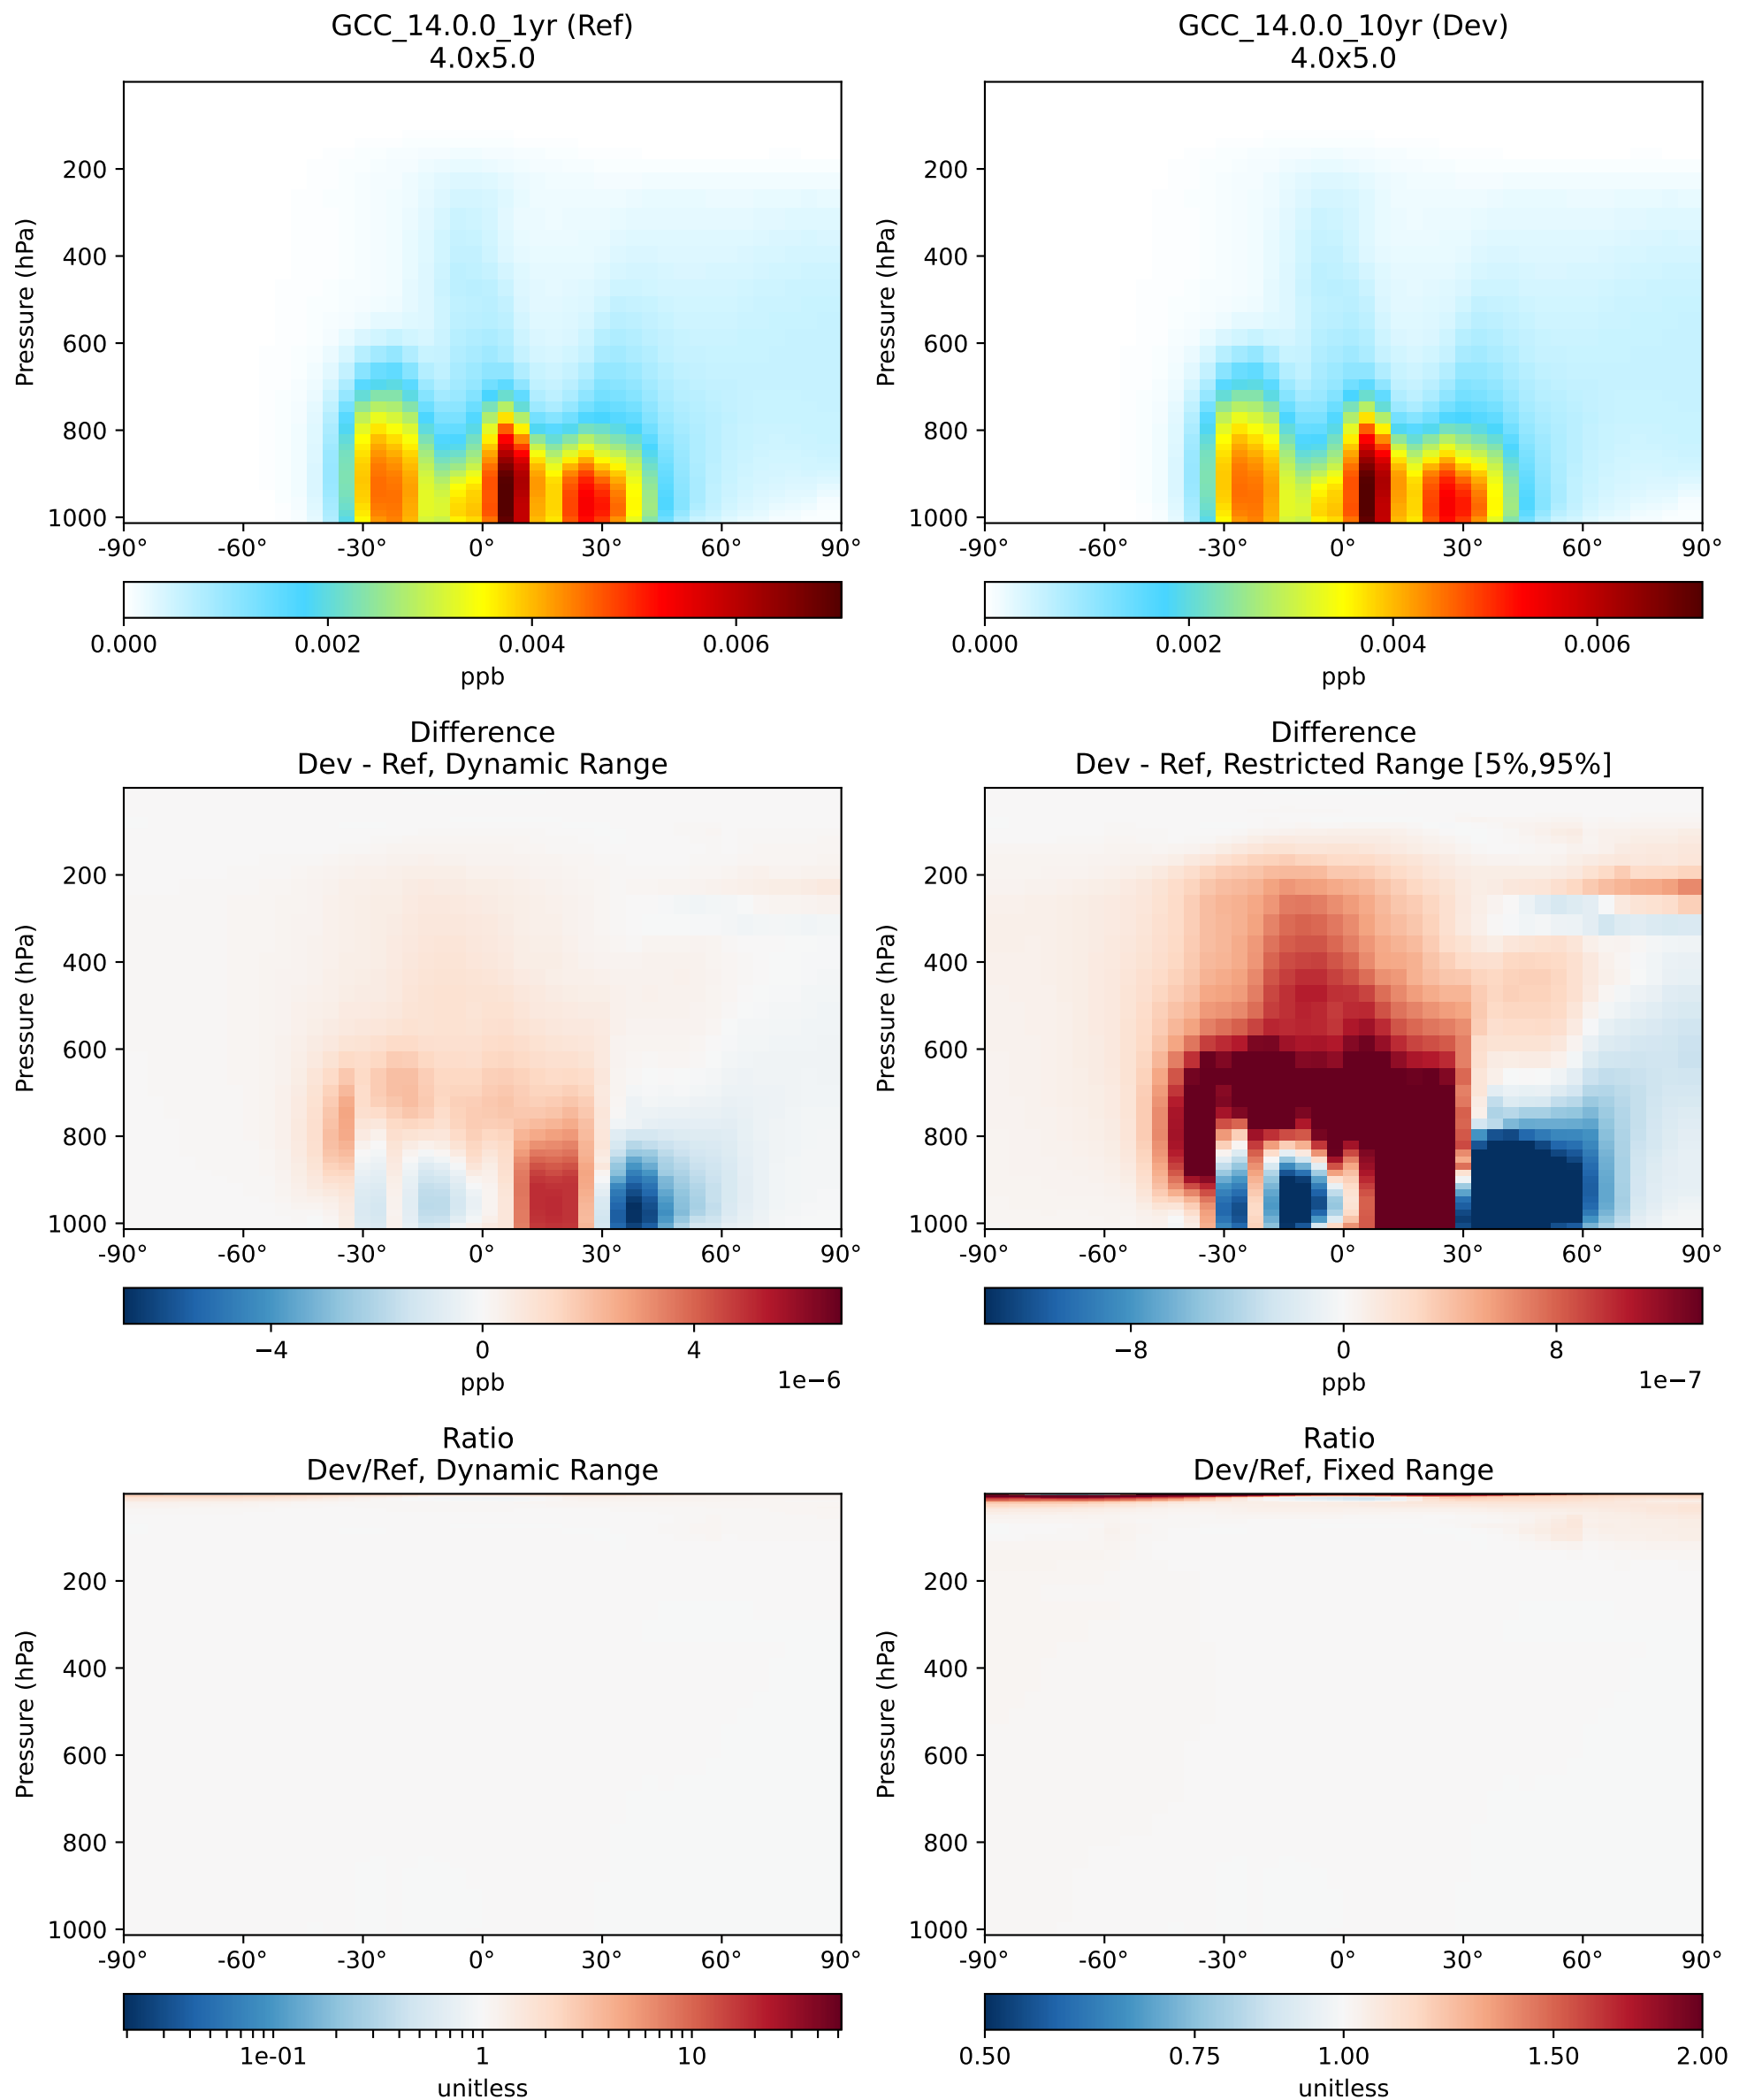 GCC_14.0.0_1yr (Ref)
4.0x5.0
Pressure (hPa)
200
400
600
800
1000
-90° -60° -30° 0° 30° 60° 90°
0.000 0.002 0.004 0.006
ppb
GCC_14.0.0_10yr (Dev)
4.0x5.0
Pressure (hPa)
200
400
600
800
1000
-90° -60° -30° 0° 30° 60° 90°
0.000 0.002 0.004 0.006
ppb
Difference
Dev - Ref, Dynamic Range
Pressure (hPa)
200
400
600
800
1000
-90° -60° -30° 0° 30° 60° 90°
−4 0 4
1e−6
ppb
Difference
Dev - Ref, Restricted Range [5%,95%]
Pressure (hPa)
200
400
600
800
1000
-90° -60° -30° 0° 30° 60° 90°
−8 0 8
1e−7
ppb
Ratio
Dev/Ref, Dynamic Range
Pressure (hPa)
200
400
600
800
1000
-90° -60° -30° 0° 30° 60° 90°
1e-01 1 10
unitless
Ratio
Dev/Ref, Fixed Range
Pressure (hPa)
200
400
600
800
1000
-90° -60° -30° 0° 30° 60° 90°
0.50 0.75 1.00 1.50 2.00
unitless